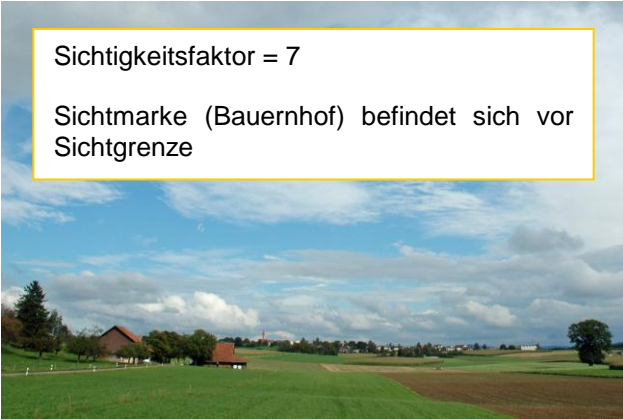 Sichtigkeitsfaktor = 7
Sichtmarke (Bauernhof) befindet sich vor
Sichtgrenze